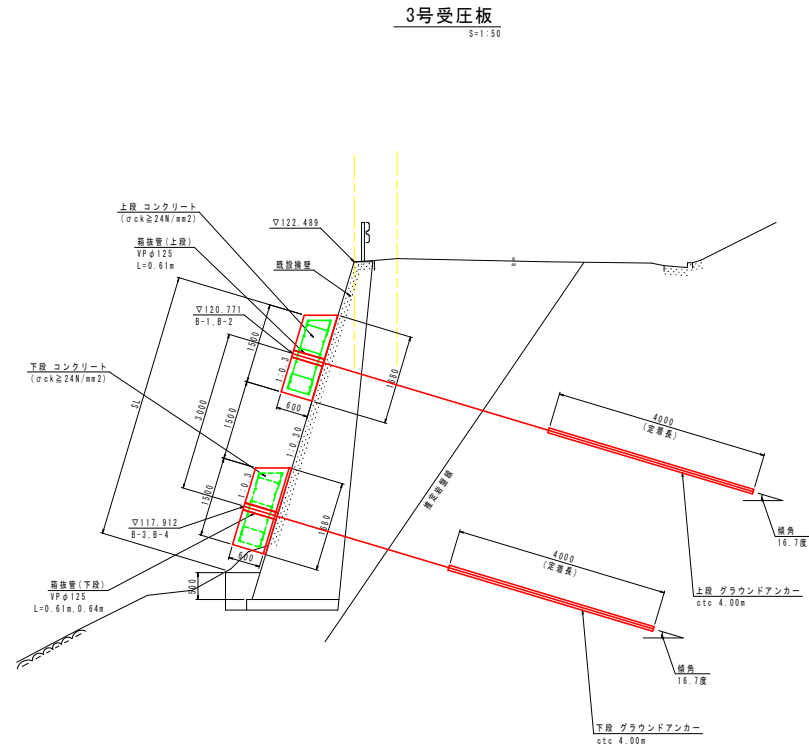 3号受圧板
S=1:50
上段 コンクリート
(σck≧24N/mm2)
▽122.489
箱抜管(上段)
VPφ125
L=0.61m
既設擁壁
▽120.771
B-1,B-2
1500
下段 コンクリート
(σck≧24N/mm2)
1:0.3
1680
600
3000
SL
1500
4000
(定着長)
1:0.30
1:0.3
推定岩盤線
1500
1680
▽117.912
B-3,B-4
傾角
16.7度
600
4000
(定着長)
箱抜管(下段)
VPφ125
L=0.61m,0.64m
500
上段 グラウンドアンカー
ctc 4.00m
傾角
16.7度
下段 グラウンドアンカー
ctc 4.00m